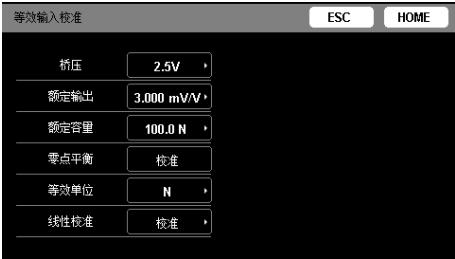 等效输入校准 ESC HOME
桥压 2.5V
额定输出 3.000 mV/V
额定容量 100.0 N
零点平衡 校准
等效单位 N
线性校准 校准